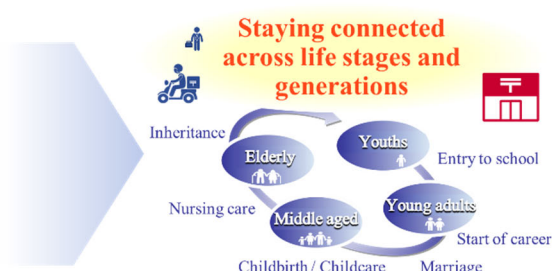 Staying connected
across life stages and
generations
Inheritance
Youths
Elderly
Entry to school
Nursing care
Young adults
Middle aged
Start of career
Childbirth / Childcare
Marriage